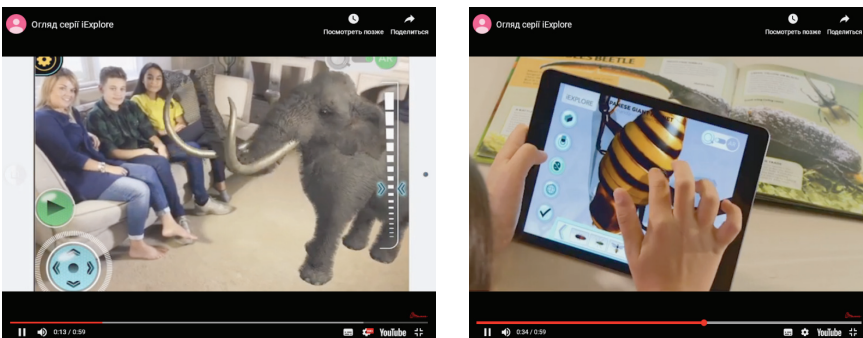 Огляд серії iExplore
Посмотреть позже Поделиться
0:13 / 0:59
YouTube
Огляд серії iExplore
Посмотреть позже Поделиться
BEETLE
iEXPLORE
0:34 / 0:59
YouTube